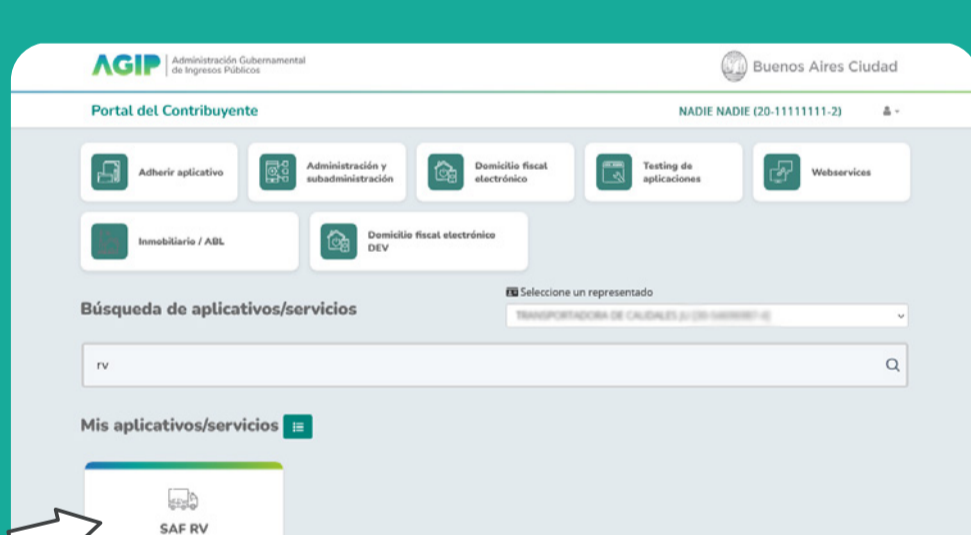 AGIP
Administración Gubernamental
de Ingresos Públicos
Buenos Aires Ciudad
Portal del Contribuyente
NADIE NADIE (20-11111111-2)
Adherir aplicativo
Administración y
subadministración
Domicilio fiscal
electrónico
Testing de
aplicaciones
Webservices
Inmobiliario / ABL
Domicilio fiscal electrónico
DEV
Seleccione un representado
Búsqueda de aplicativos/servicios
rv
Mis aplicativos/servicios
SAF RV